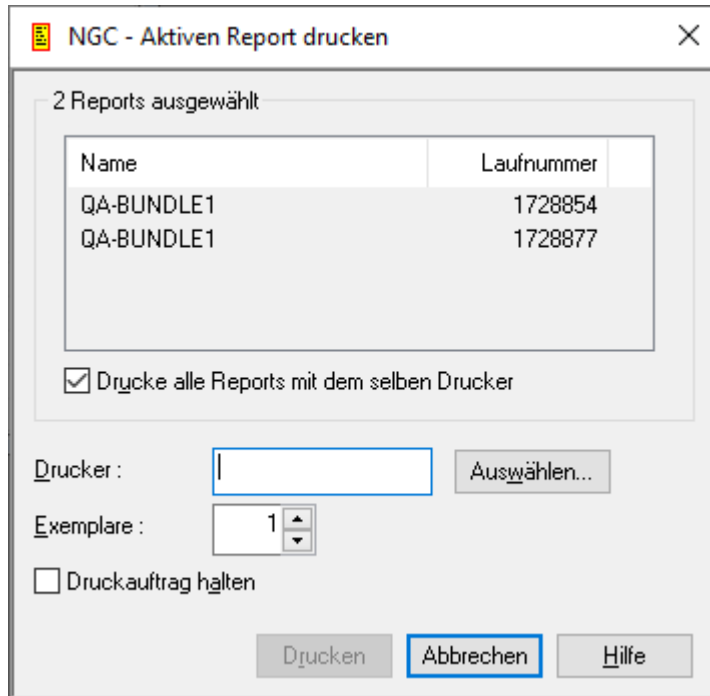 NGC - Aktiven Report drucken
2 Reports ausgewählt
Name Laufnummer
QA-BUNDLE1 1728854
QA-BUNDLE1 1728877
Drucke alle Reports mit dem selben Drucker
Drucker : Auswählen...
Exemplare : 1
Druckauftrag halten
Drucken Abbrechen Hilfe